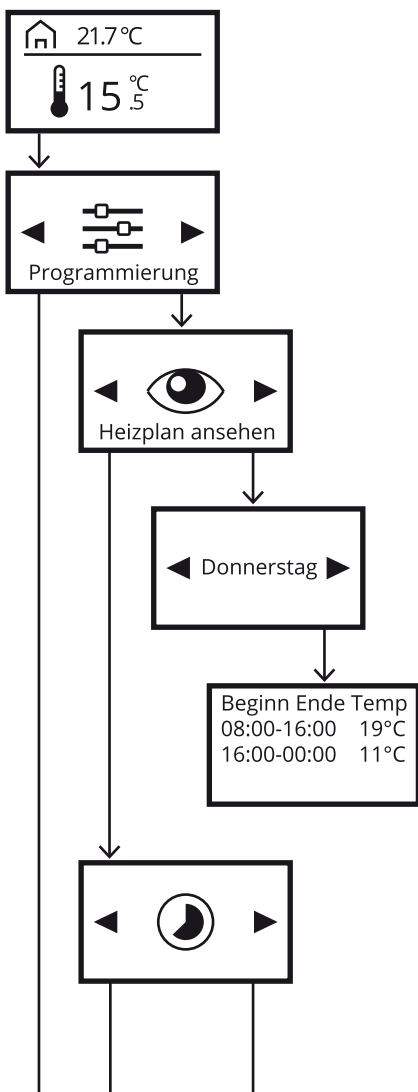 21.7°C
15 °C
.5
Programmierung
Heizplan ansehen
Donnerstag
Beginn Ende Temp
08:00-16:00 19°C
16:00-00:00 11°C